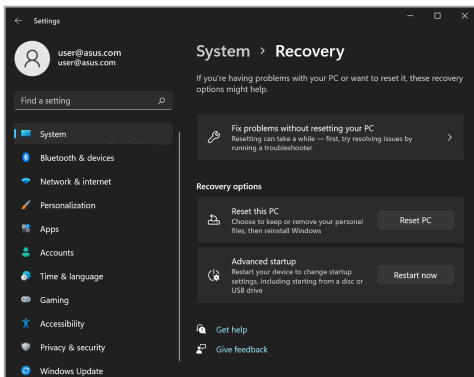 Settings
user@asus.com
user@asus.com
Find a setting
System
Bluetooth & devices
Network & internet
Personalization
Apps
Accounts
Time & language
Gaming
Accessibility
Privacy & security
Windows Update
System > Recovery
If you're having problems with your PC or want to reset it, these recovery
options might help.
Fix problems without resetting your PC
Resetting can take a while — first, try resolving issues by
running a troubleshooter
Recovery options
Reset this PC
Choose to keep or remove your personal
files, then reinstall Windows
Reset PC
Advanced startup
Restart your device to change startup
settings, including starting from a disc or
USB drive
Restart now
Get help
Give feedback